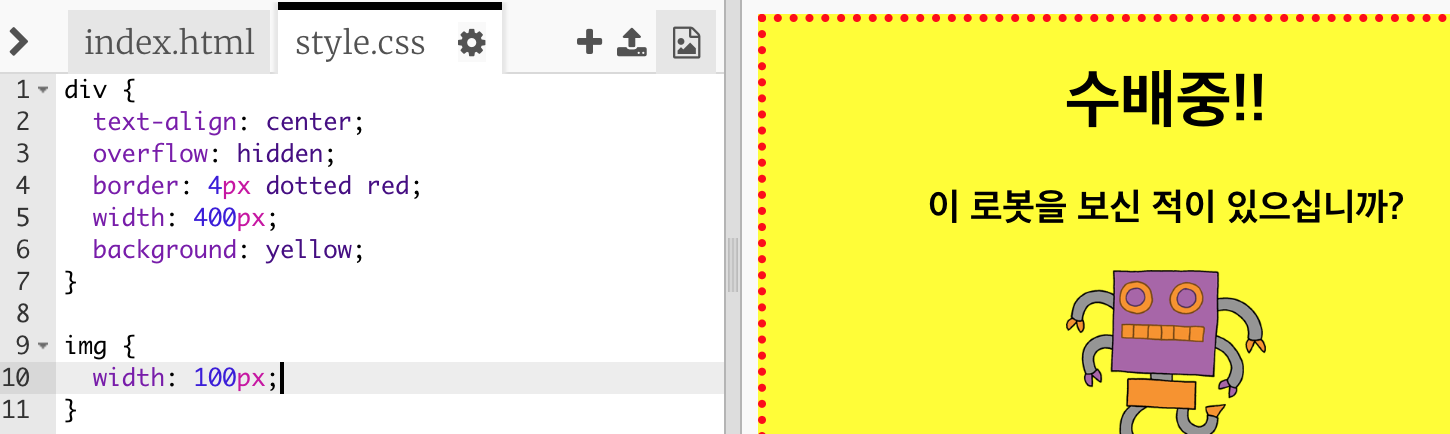 index.html style.css
1 div {
2 text-align: center;
3 overflow: hidden;
4 border: 4px dotted red;
5 width: 400px;
6 background: yellow;
7 }
8
9 img {
10 width: 100px;
11 }
수배중!!
이 로봇을 보신 적이 있으십니까?